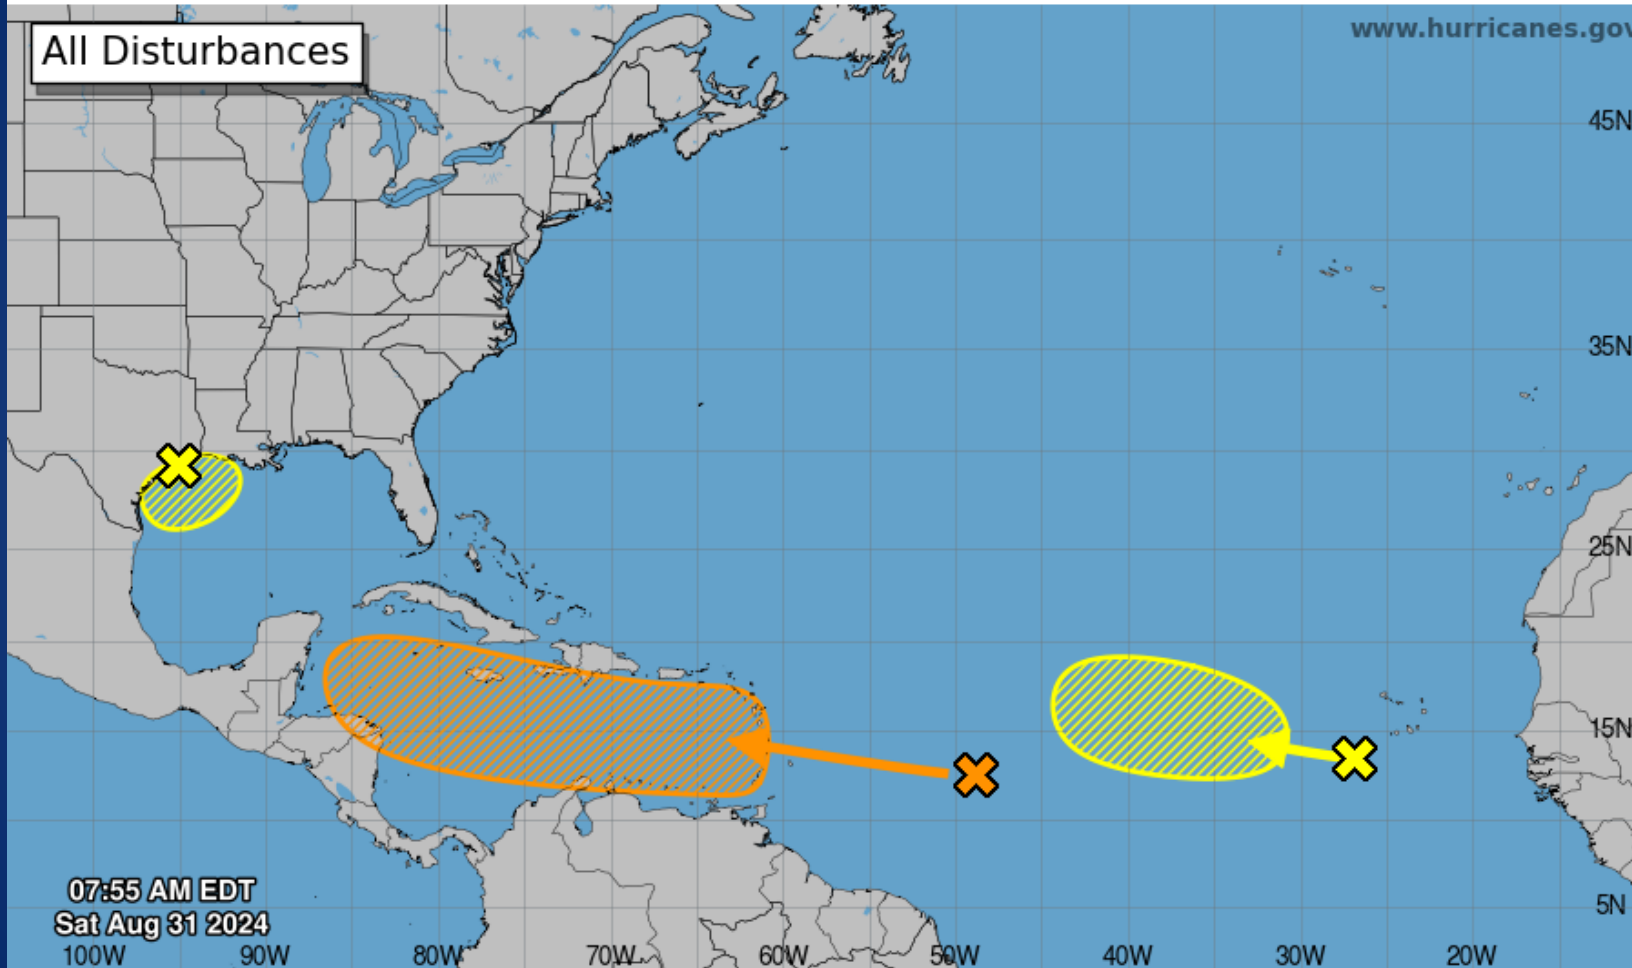 All Disturbances
www.hurricanes.gov
45N
35N
25N
15N
5N
07:55 AM EDT
Sat Aug 31 2024
100W 90W 80W 70W 60W 50W 40W 30W 20W